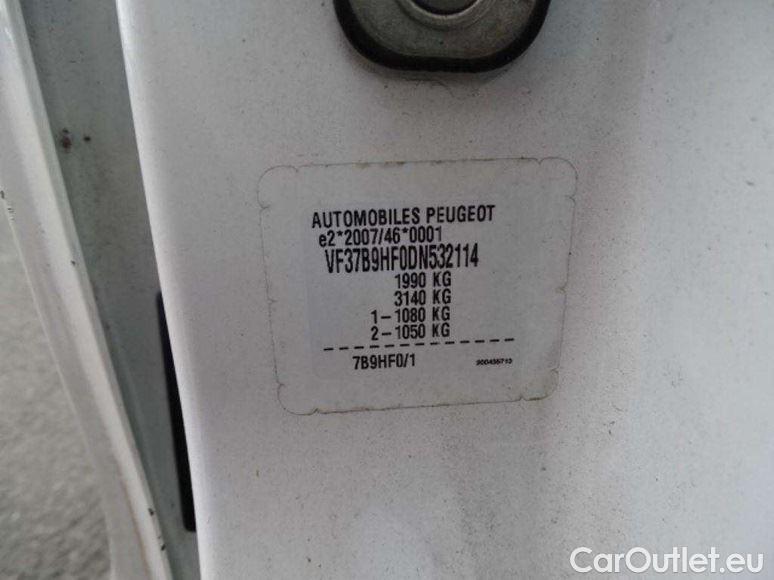 AUTOMOBILES PEUGEOT
e2*2007/46*0001
VF37B9HF0DN532114
1990 KG
3140 KG
1-1080 KG
2-1050 KG
7B9HF0/1
CarOutlet.eu